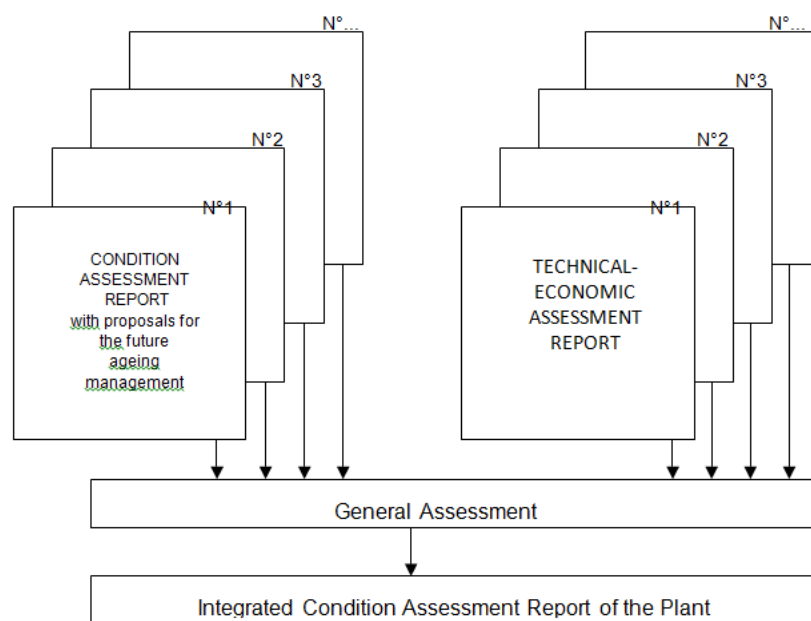 N°...
N°3
N°2
N°1
CONDITION
ASSESSMENT
REPORT
with proposals for
the future
ageing
management
N°...
N°3
N°2
N°1
TECHNICAL-
ECONOMIC
ASSESSMENT
REPORT
General Assessment
Integrated Condition Assessment Report of the Plant